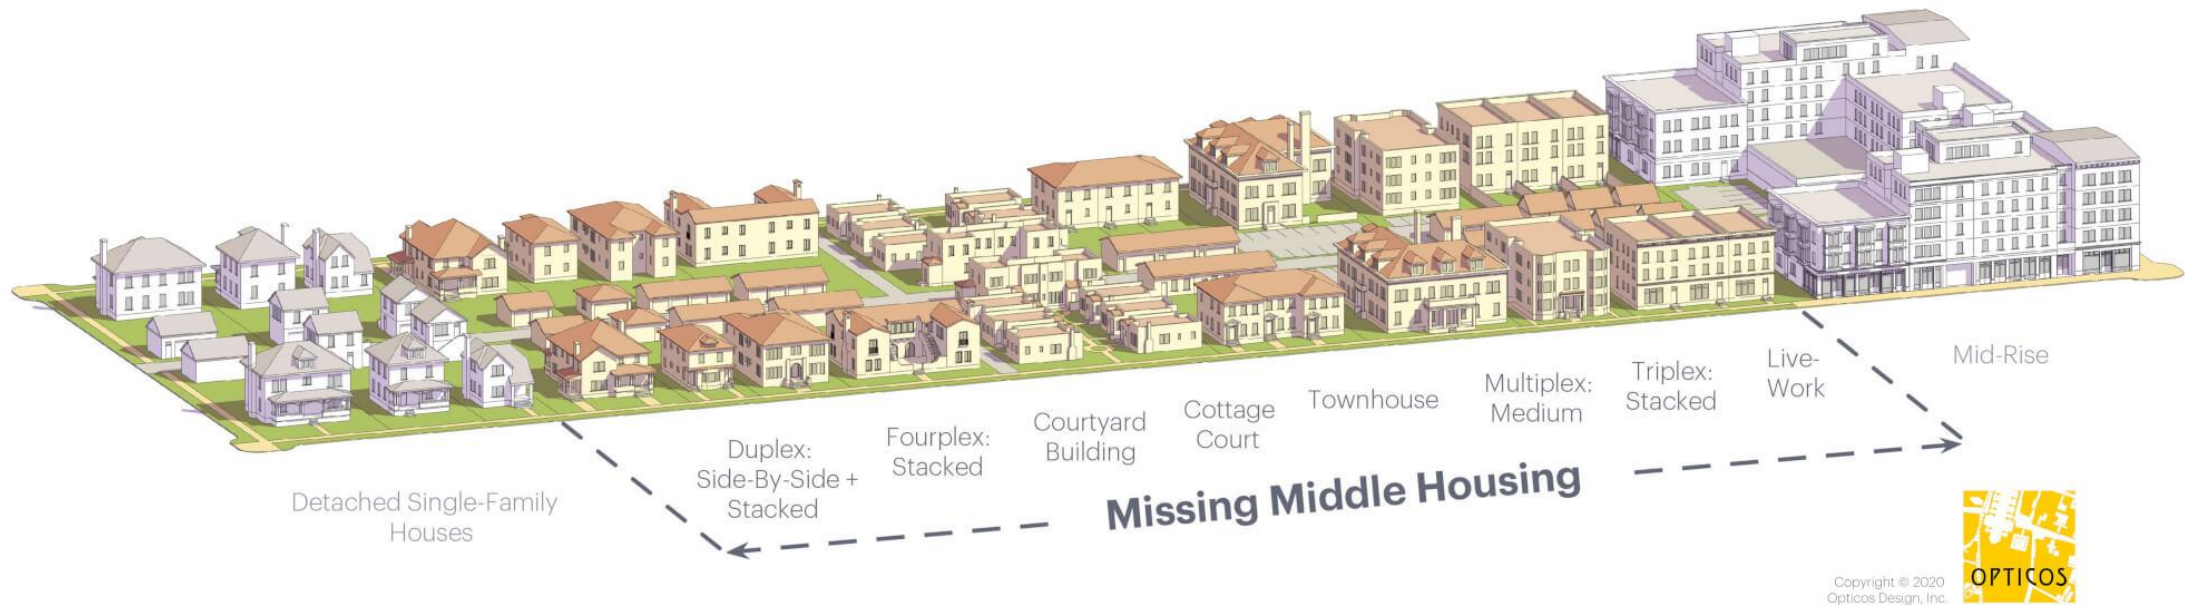 Detached Single-Family
Houses
Duplex:
Side-By-Side +
Stacked
Fourplex:
Stacked
Courtyard
Building
Cottage
Court
Townhouse
Multiplex:
Medium
Triplex:
Stacked
Live-
Work
Mid-Rise
Missing Middle Housing
Copyright © 2020
Opticos Design, Inc.
OPTICOS